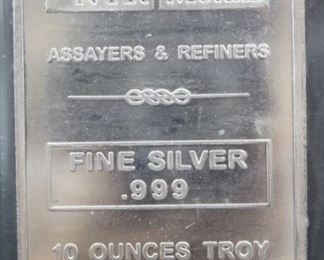 ASSAYERS & REFINERS
FINE SILVER
.999
10 OUNCES TROY